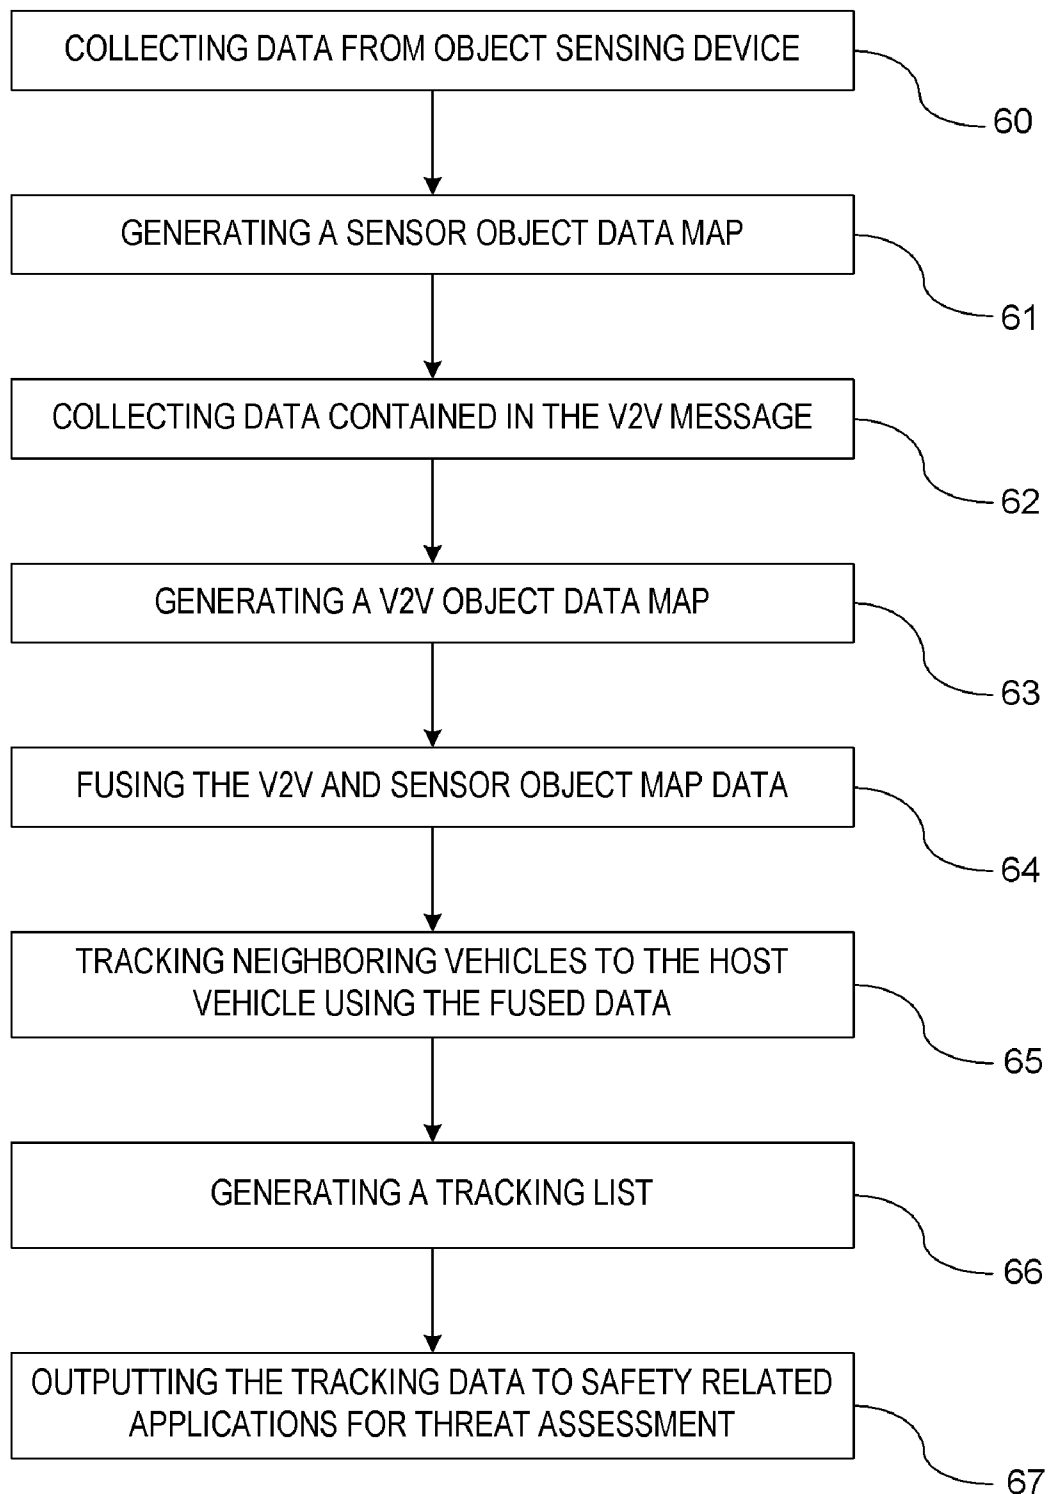 COLLECTING DATA FROM OBJECT SENSING DEVICE
60
GENERATING A SENSOR OBJECT DATA MAP
61
COLLECTING DATA CONTAINED IN THE V2V MESSAGE
62
GENERATING A V2V OBJECT DATA MAP
63
FUSING THE V2V AND SENSOR OBJECT MAP DATA
64
TRACKING NEIGHBORING VEHICLES TO THE HOST
VEHICLE USING THE FUSED DATA
65
GENERATING A TRACKING LIST
66
OUTPUTTING THE TRACKING DATA TO SAFETY RELATED
APPLICATIONS FOR THREAT ASSESSMENT
67